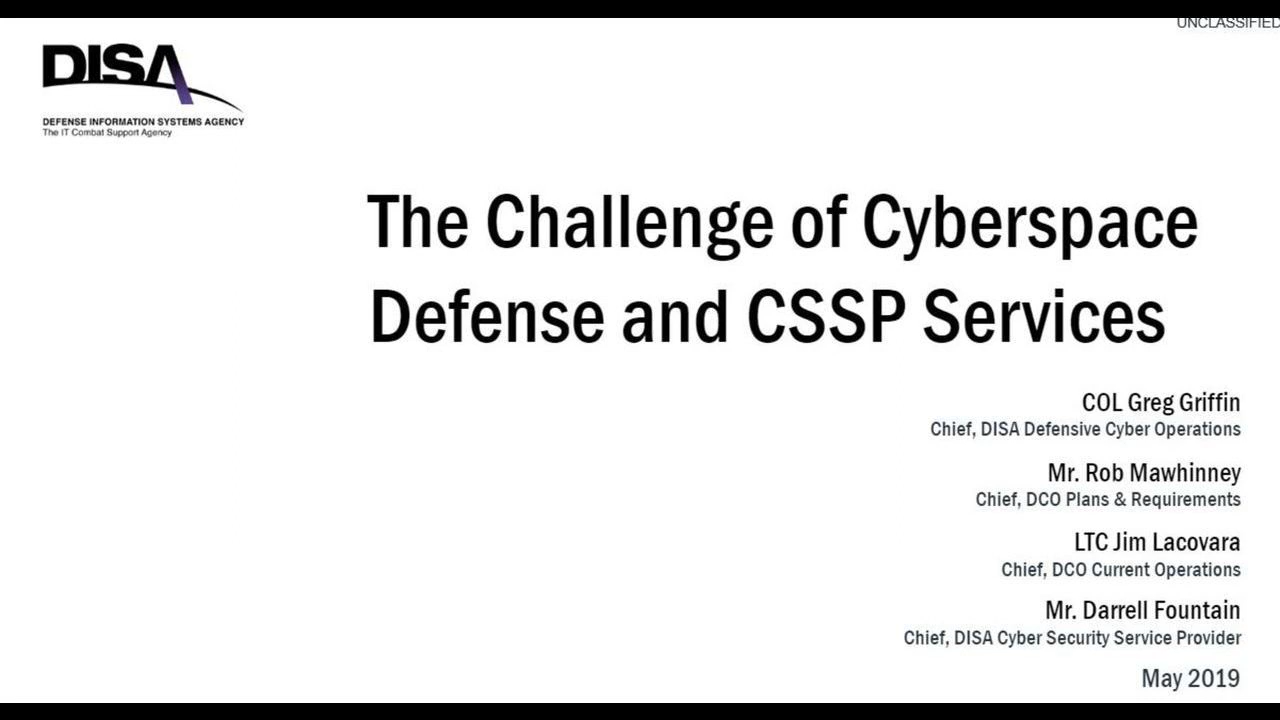 UNCLASSIFIED
DISA
DEFENSE INFORMATION SYSTEMS AGENCY
The IT Combat Support Agency
The Challenge of Cyberspace
Defense and CSSP Services
COL Greg Griffin
Chief, DISA Defensive Cyber Operations
Mr. Rob Mawhinney
Chief, DCO Plans & Requirements
LTC Jim Lacovara
Chief, DCO Current Operations
Mr. Darrell Fountain
Chief, DISA Cyber Security Service Provider
May 2019